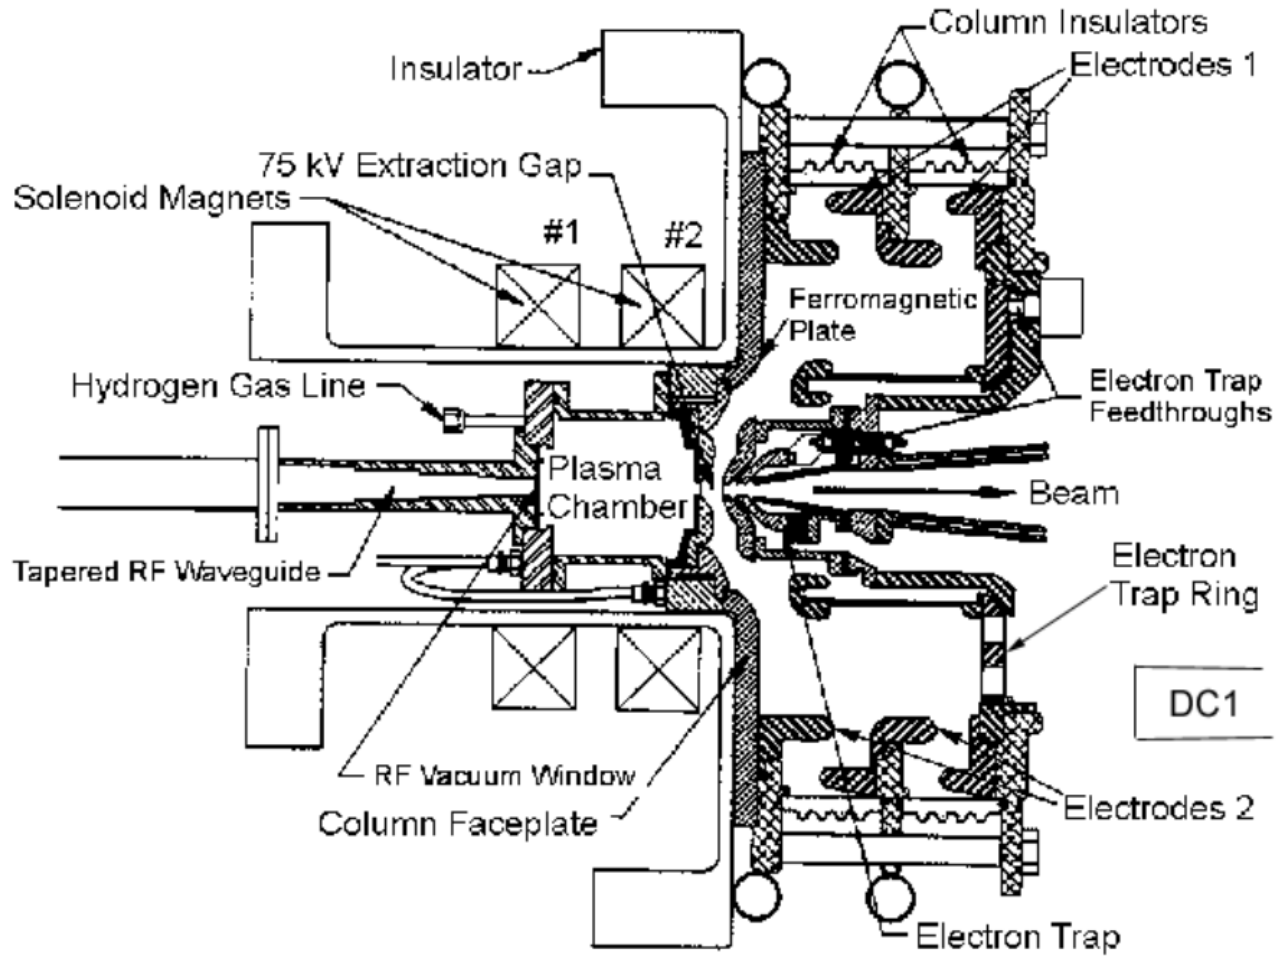 Column Insulators
Insulator
Electrodes 1
75 kV Extraction Gap
Solenoid Magnets
#1
#2
Ferromagnetic
Plate
Hydrogen Gas Line
Electron Trap
Feedthroughs
Plasma
Chamber
Beam
Tapered RF Waveguide
Electron
Trap Ring
DC1
RF Vacuum Window
Column Faceplate
Electrodes 2
Electron Trap